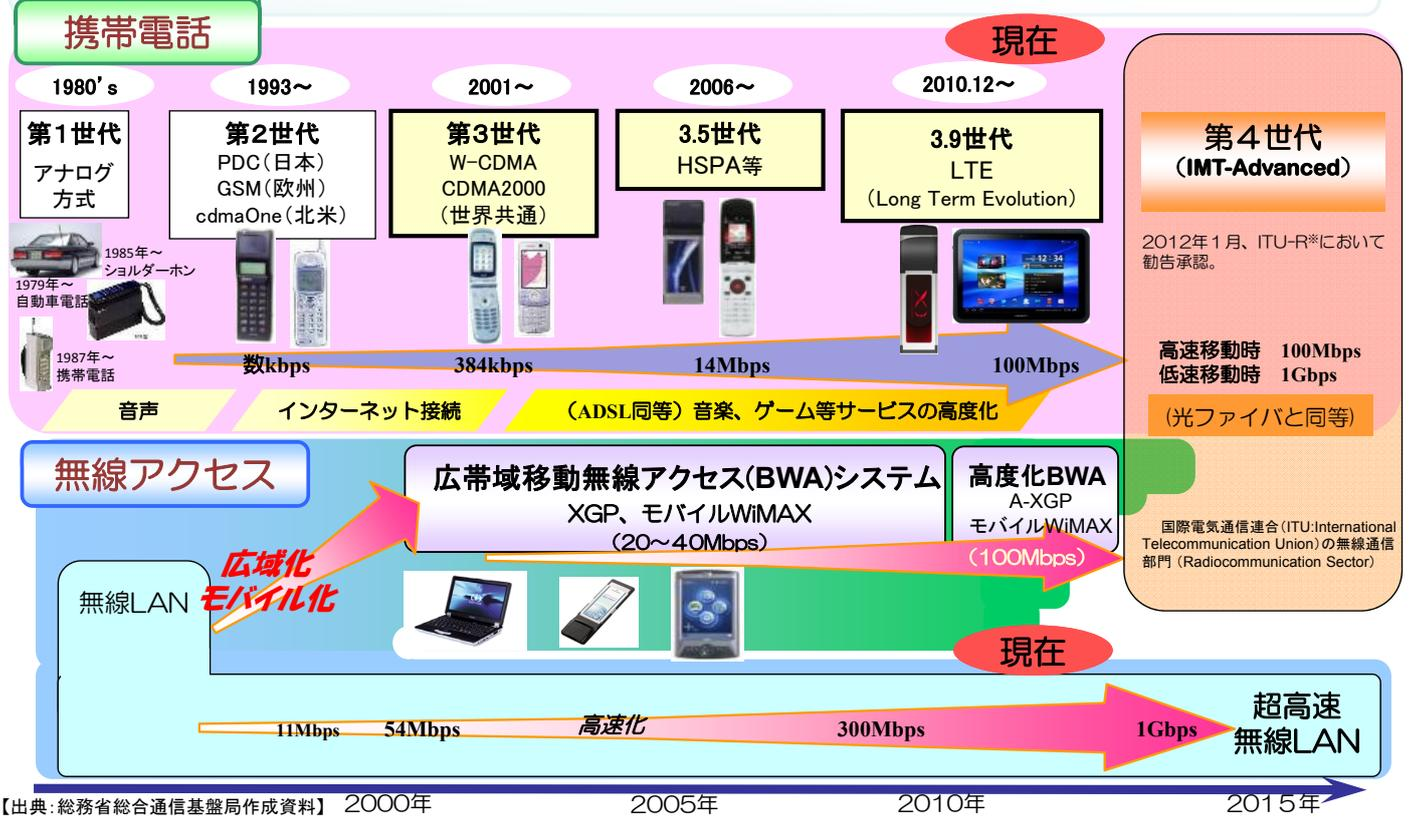 携帯電話
現在
1980's
1993～
2001～
2006～
2010.12～
第１世代
アナログ
方式
第２世代
PDC（日本）
GSM（欧州）
cdmaOne（北米）
第３世代
W-CDMA
CDMA2000
（世界共通）
3.5世代
HSPA等
3.9世代
LTE
（Long Term Evolution）
第４世代
（IMT-Advanced）
2012年１月、ITU-R※において
勧告承認。
1985年～
ショルダーホン
1979年～
自動車電話
1987年～
携帯電話
12:34
数kbps
384kbps
14Mbps
100Mbps
高速移動時 100Mbps
低速移動時 1Gbps
（光ファイバと同等）
音声
インターネット接続
（ADSL同等）音楽、ゲーム等サービスの高度化
無線アクセス
広帯域移動無線アクセス（BWA）システム
XGP、モバイルWiMAX
（20～40Mbps）
高度化BWA
A-XGP
モバイルWiMAX
（100Mbps）
国際電気通信連合（ITU:International
Telecommunication Union）の無線通信
部門（Radiocommunication Sector）
広域化
モバイル化
無線LAN
現在
11Mbps
54Mbps
高速化
300Mbps
1Gbps
超高速
無線LAN
【出典：総務省総合通信基盤局作成資料】
2000年
2005年
2010年
2015年